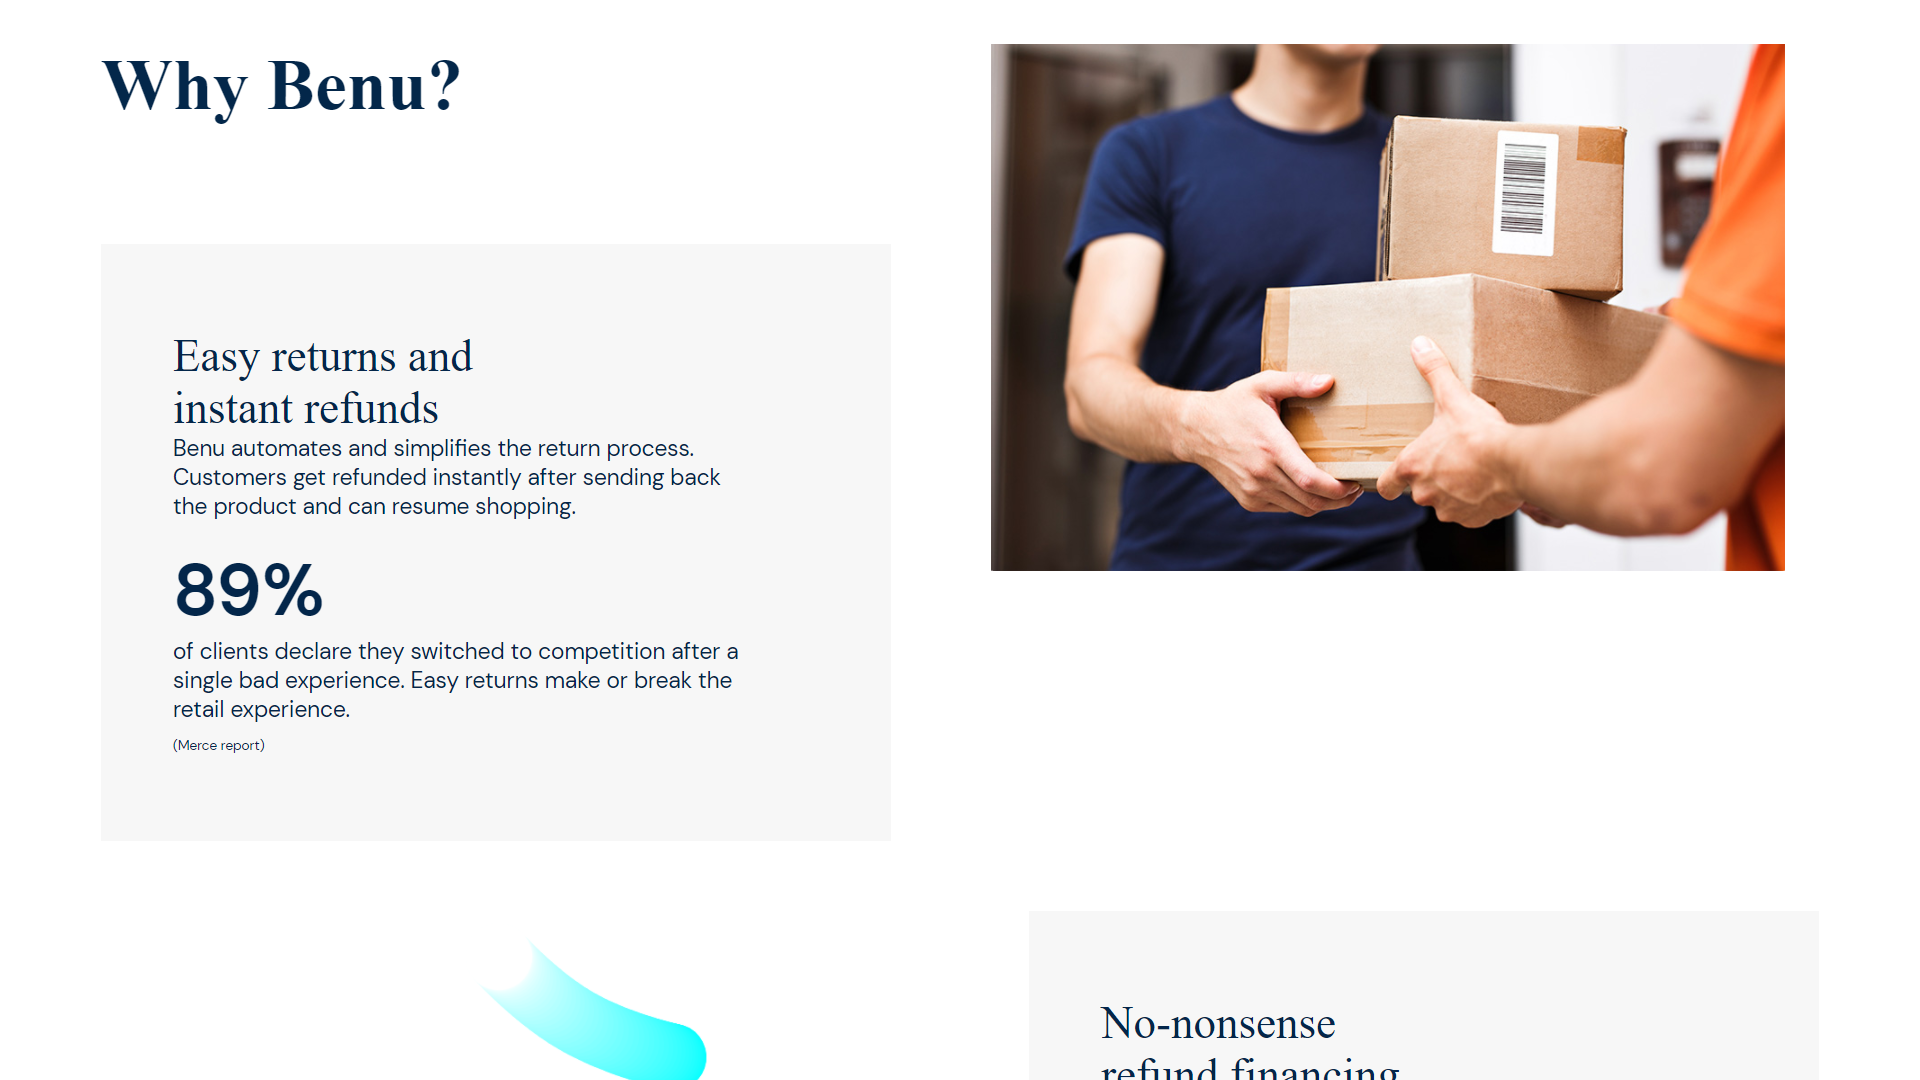 Why Benu?
Easy returns and
instant refunds
Benu automates and simplifies the return process.
Customers get refunded instantly after sending back
the product and can resume shopping.
89%
of clients declare they switched to competition after a
single bad experience. Easy returns make or break the
retail experience.
(Merce report)
No-nonsense
refund financing